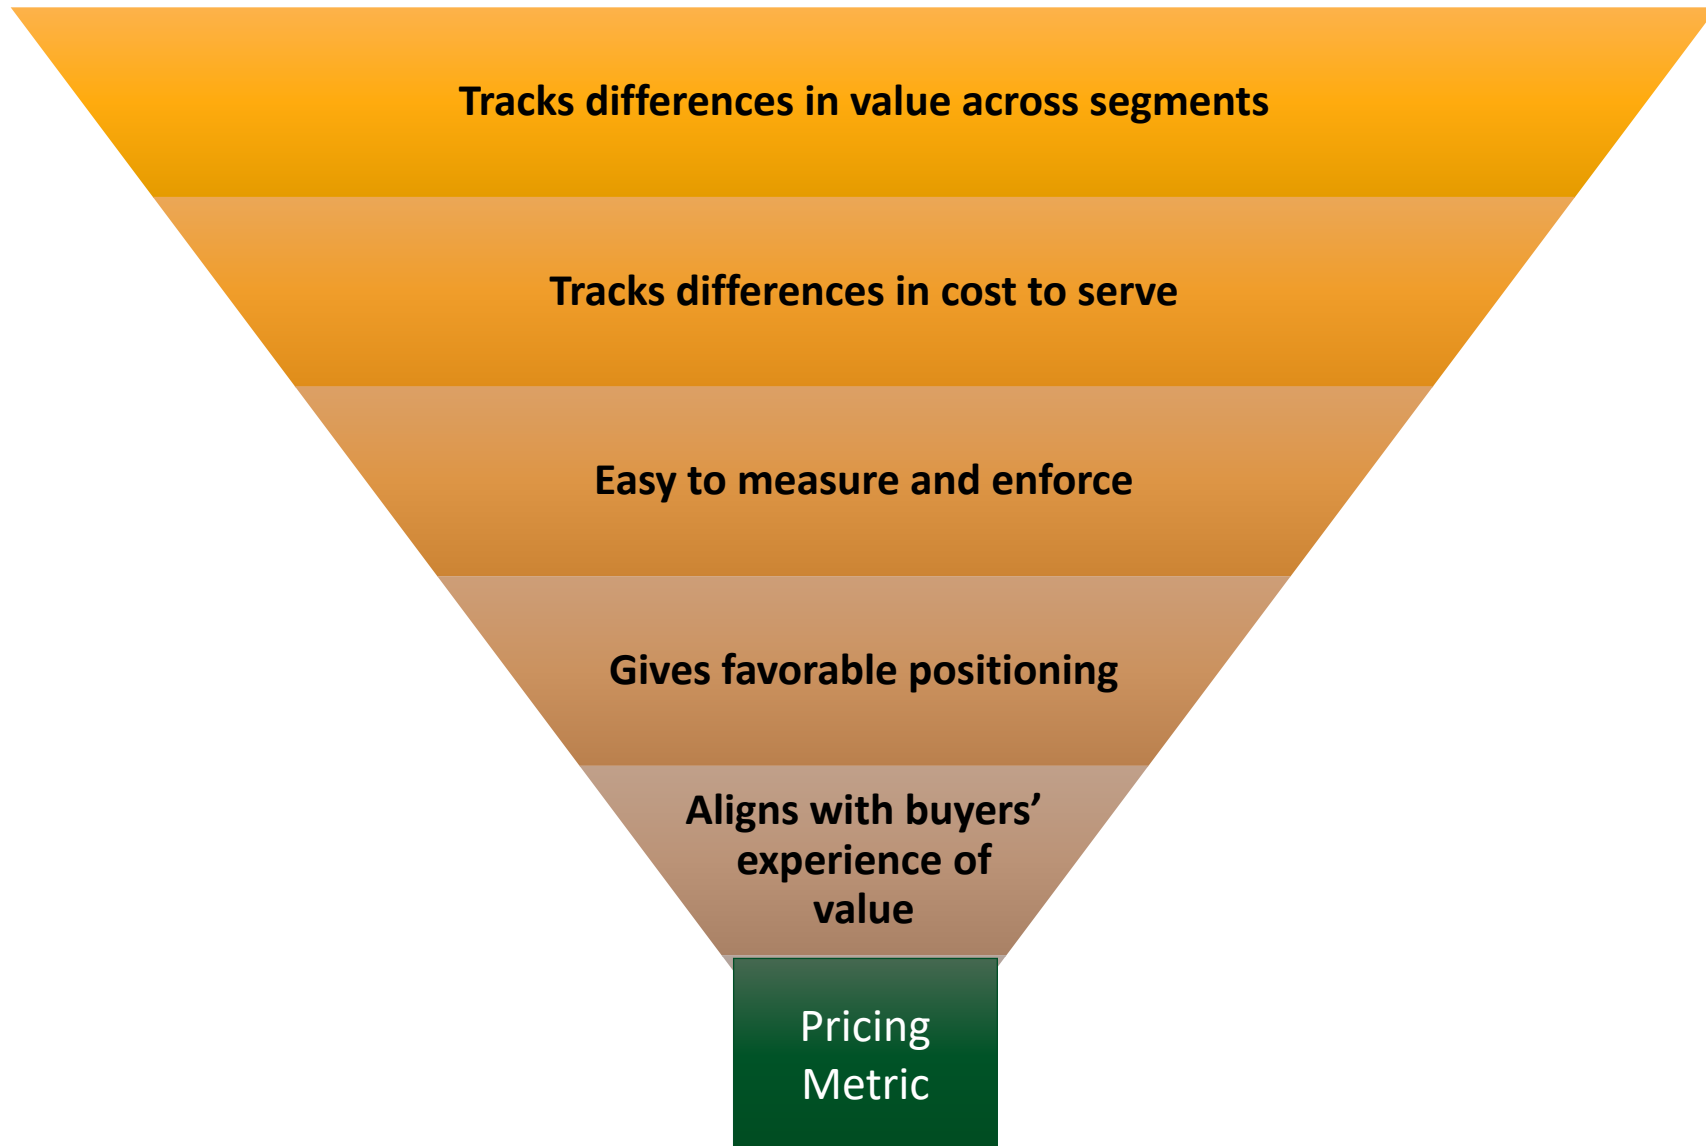 Tracks differences in value across segments
Tracks differences in cost to serve
Easy to measure and enforce
Gives favorable positioning
Aligns with buyers’
experience of
value
Pricing
Metric